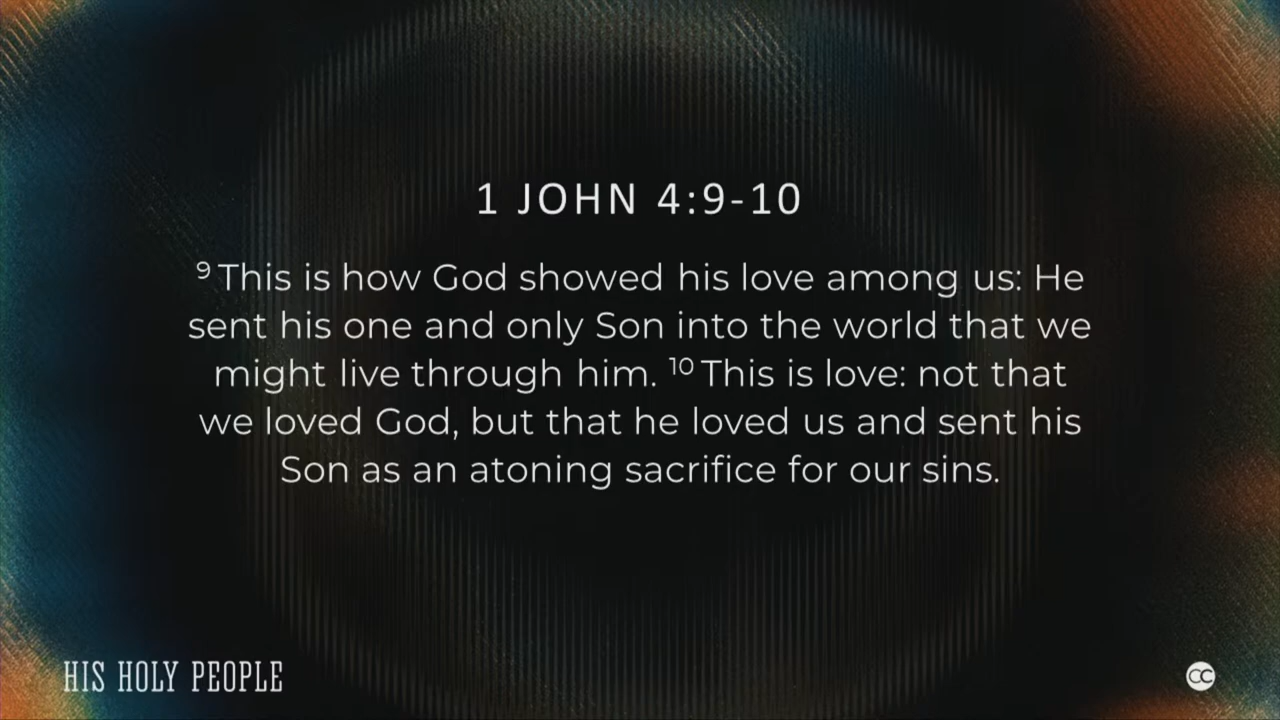 1 JOHN 4:9-10
⁹ This is how God showed his love among us: He
sent his one and only Son into the world that we
might live through him. ¹⁰ This is love: not that
we loved God, but that he loved us and sent his
Son as an atoning sacrifice for our sins.
HIS HOLY PEOPLE
CC